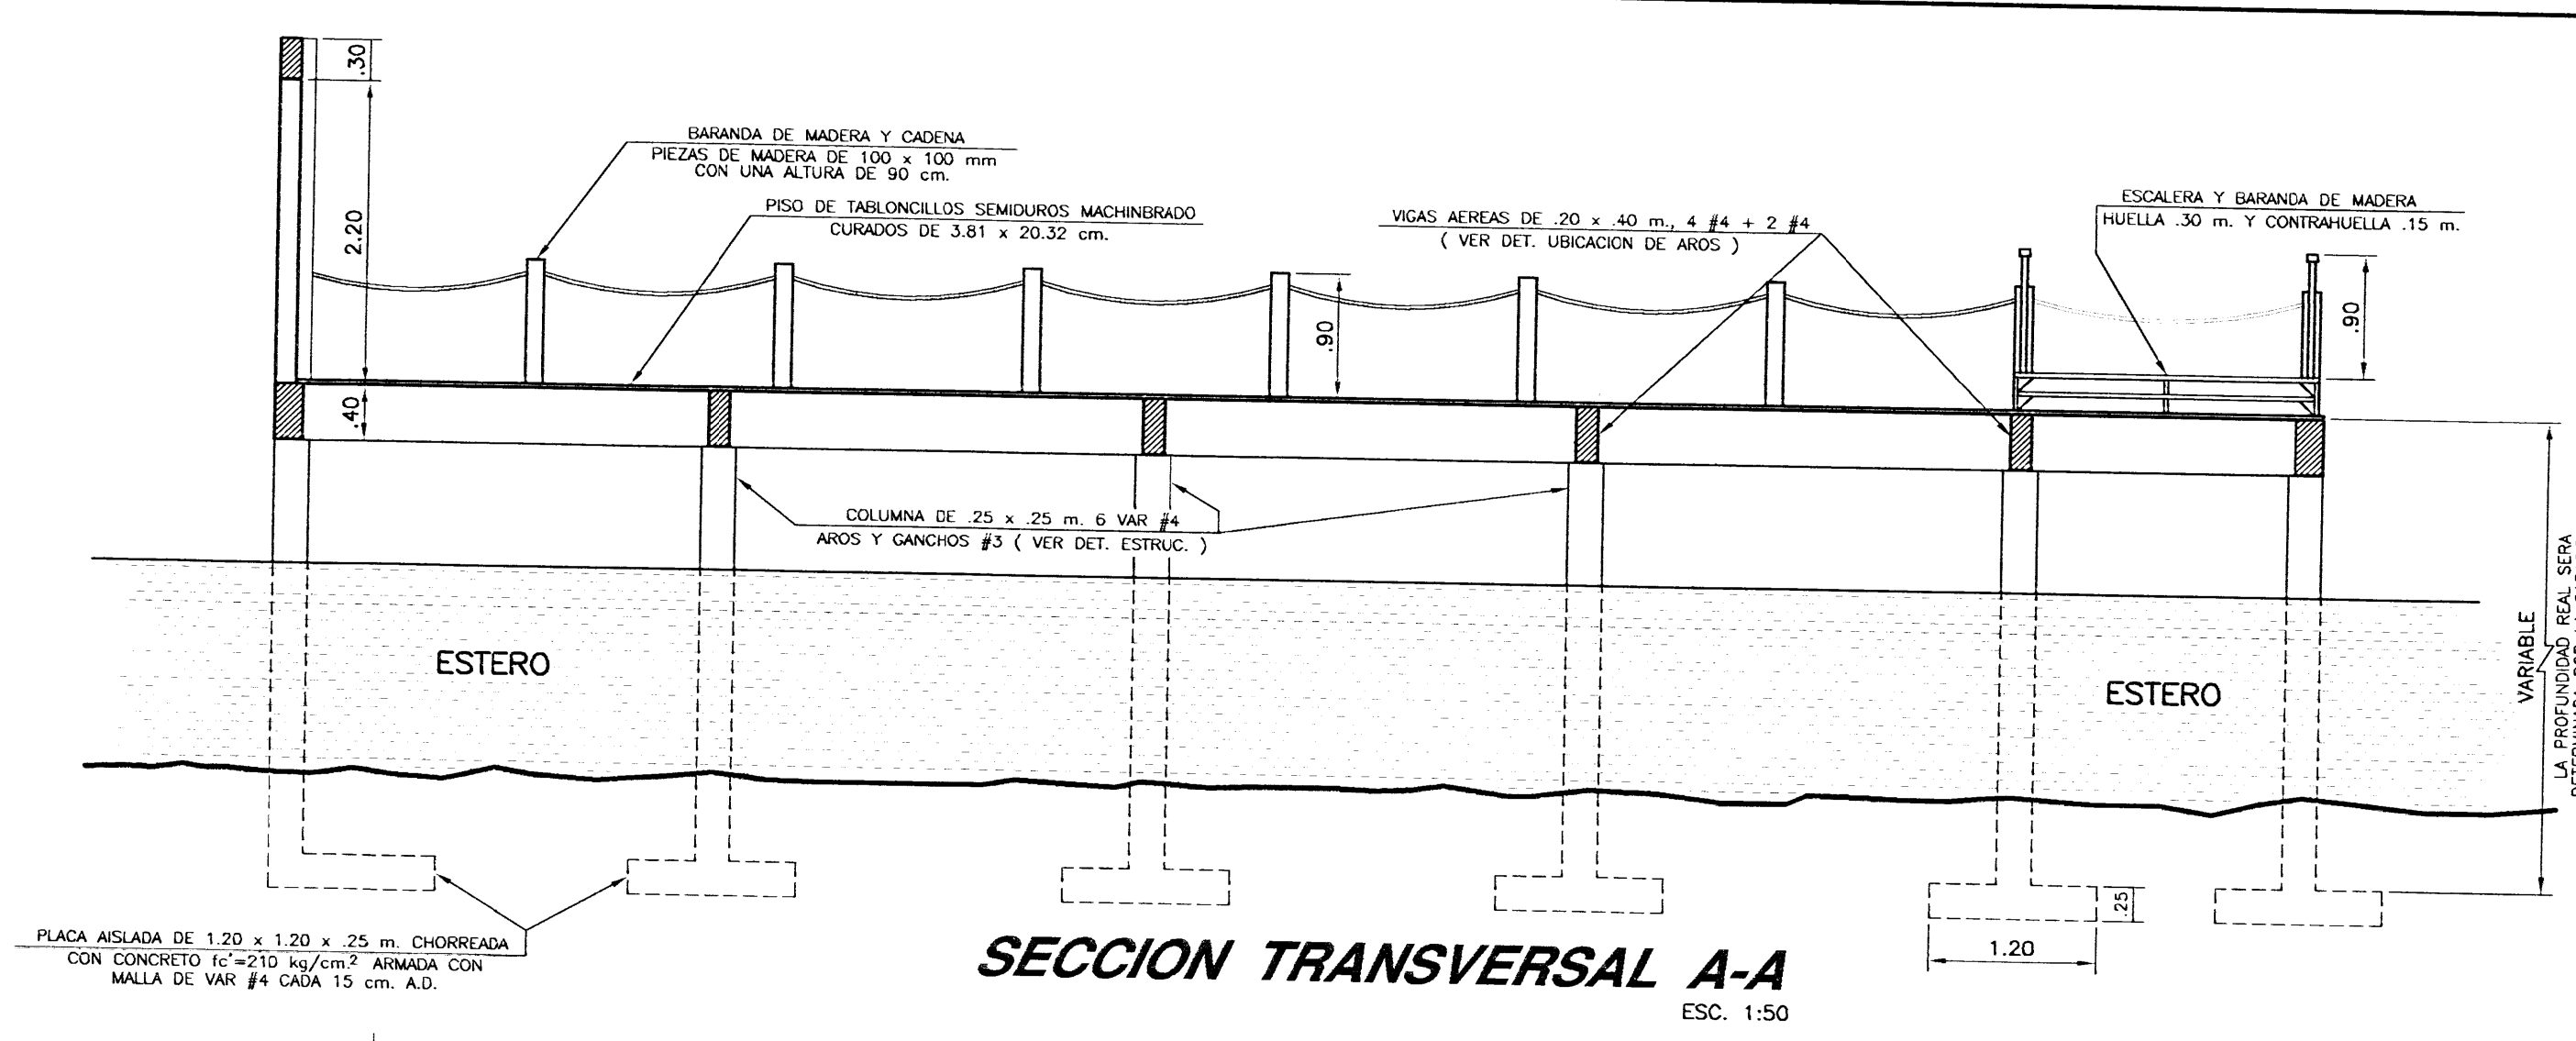 .30
2.20
BARANDA DE MADERA Y CADENA
PIEZAS DE MADERA DE 100 x 100 mm
CON UNA ALTURA DE 90 cm.
PISO DE TABLONCILLOS SEMIDUROS MACHINBRADO
CURADOS DE 3.81 x 20.32 cm.
VIGAS AEREAS DE .20 x .40 m., 4 #4 + 2 #4
( VER DET. UBICACION DE AROS )
ESCALERA Y BARANDA DE MADERA
HUELLA .30 m. Y CONTRAHUELLA .15 m.
.90
.90
.40
COLUMNA DE .25 x .25 m. 6 VAR #4
AROS Y GANCHOS #3 ( VER DET. ESTRUC. )
ESTERO
ESTERO
VARIABLE
LA PROFUNDIDAD REAL SERA
.25
1.20
PLACA AISLADA DE 1.20 x 1.20 x .25 m. CHORREADA
CON CONCRETO fc'=210 kg/cm.² ARMADA CON
MALLA DE VAR #4 CADA 15 cm. A.D.
SECCION TRANSVERSAL A-A
ESC. 1:50